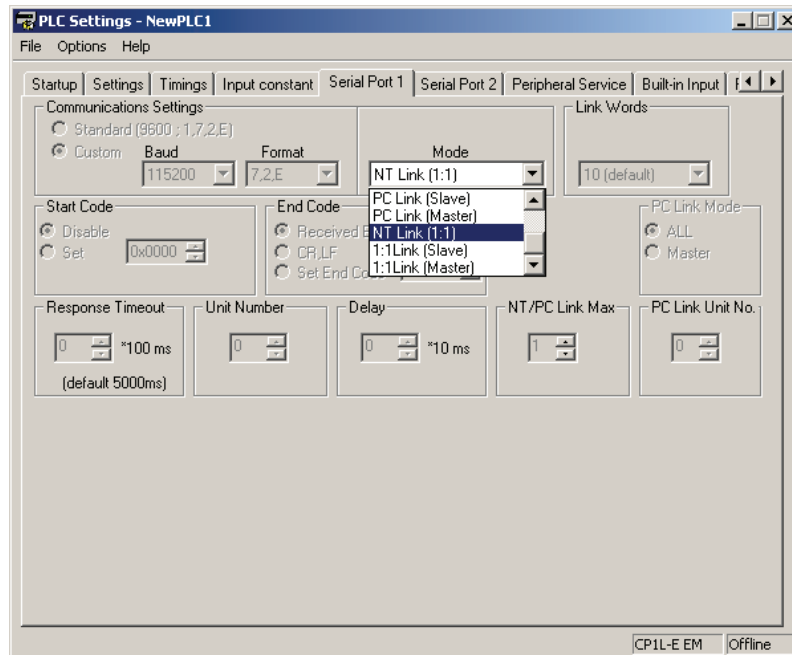 PLC Settings - NewPLC1
File Options Help
Startup Settings Timings Input constant Serial Port 1 Serial Port 2 Peripheral Service Built-in Input
Communications Settings Link Words
Standard (9600 ; 1,7,2,E)
Custom Baud Format Mode
115200 7,2,E NT Link (1:1) 10 (default)
PC Link (Slave)
PC Link (Master)
NT Link (1:1)
1:1Link (Slave)
1:1Link (Master)
Start Code End Code PC Link Mode
Disable Received ALL
Set 0x0000 CR,LF Master
Set End
Response Timeout Unit Number Delay NT/PC Link Max PC Link Unit No.
0 *100 ms 0 0 *10 ms 1 0
(default 5000ms)
CP1L-E EM Offline